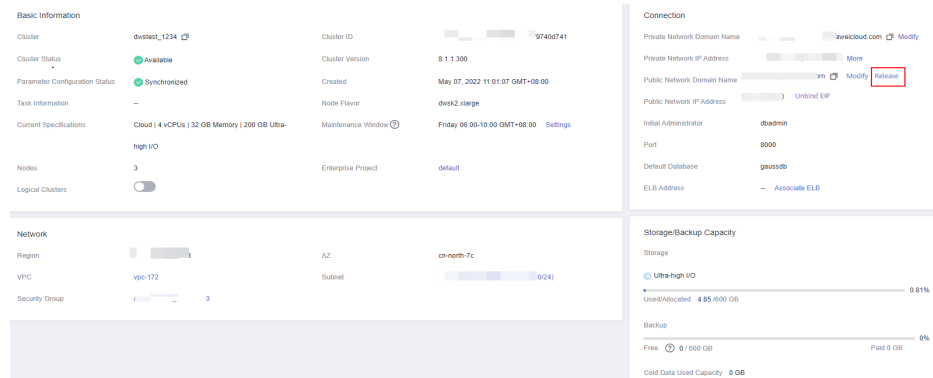 Basic Information
Cluster dwstest_1234 Cluster ID 9740d741
Cluster Status Available Cluster Version 8.1.1.300
Parameter Configuration Status Synchronized Created May 07, 2022 11:01:07 GMT+08:00
Task Information -- Node Flavor dwsk2.xlarge
Current Specifications Cloud | 4 vCPUs | 32 GB Memory | 200 GB Ultra- Maintenance Window ? Friday 06:00-10:00 GMT+08:00 Settings
high I/O
Nodes 3 Enterprise Project default
Logical Clusters
Network
Region AZ cn-north-7c
VPC vpc-172 Subnet 0/24)
Security Group
Connection
Private Network Domain Name aweicloud.com Modify
Private Network IP Address More
Public Network Domain Name om Modify Release
Public Network IP Address ) Unbind EIP
Initial Administrator dbadmin
Port 8000
Default Database gaussdb
ELB Address -- Associate ELB
Storage/Backup Capacity
Storage
Ultra-high I/O
0.81%
Used/Allocated 4.85 /600 GB
Backup
0%
Free ? 0 / 600 GB Paid 0 GB
Cold Data Used Capacity 0 GB